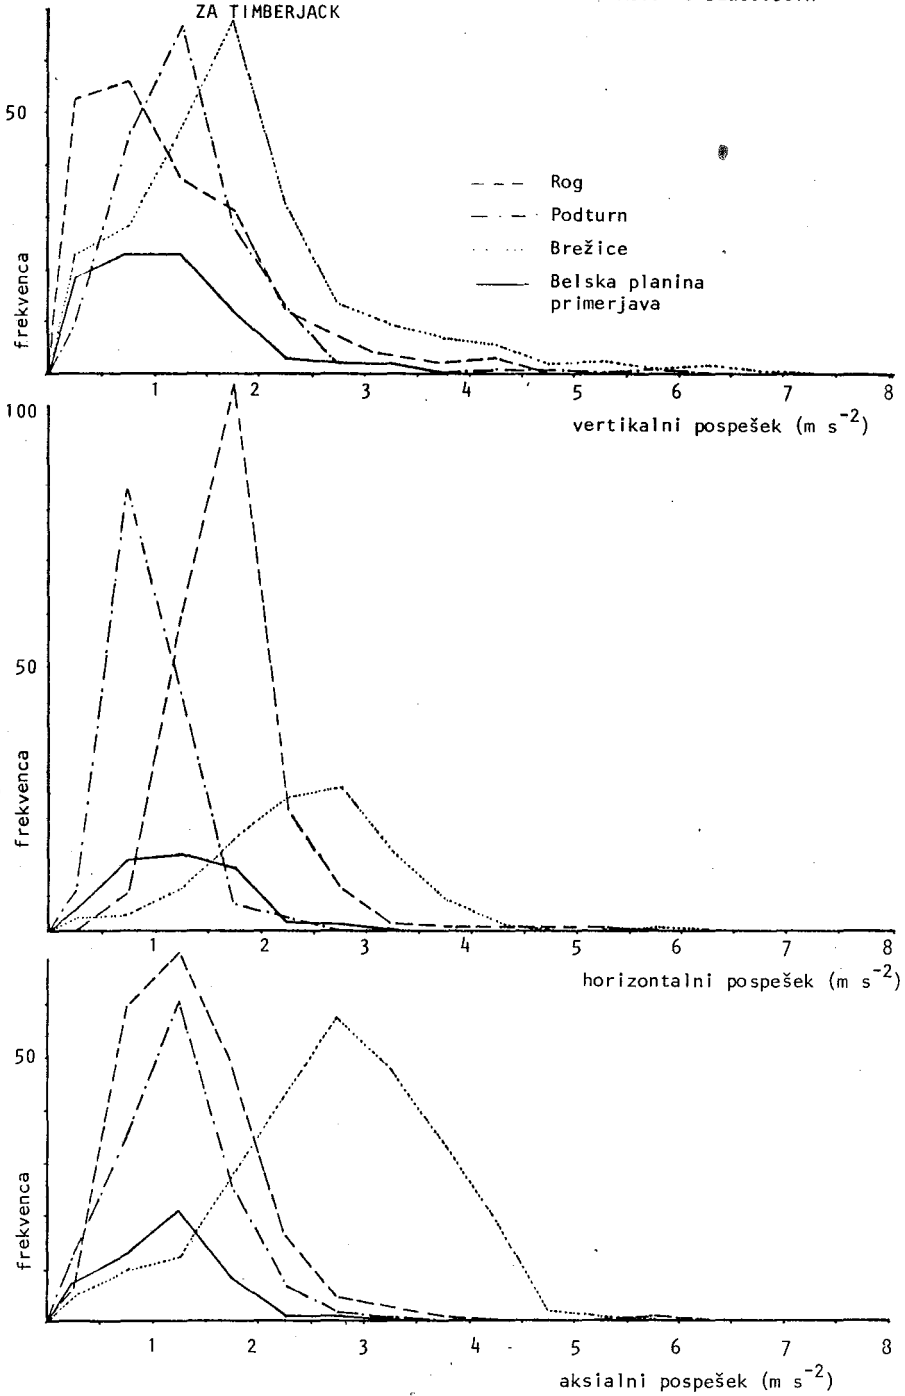 ZA TIMBERJACK
50
frekvenca
Rog
Podturn
Brežice
Belska planina
primerjava
1 2 3 4 5 6 7 8
vertikalni pospešek (m s⁻²)
100
50
frekvenca
1 2 3 4 5 6 7 8
horizontalni pospešek (m s⁻²)
50
frekvenca
1 2 3 4 5 6 7 8
aksialni pospešek (m s⁻²)